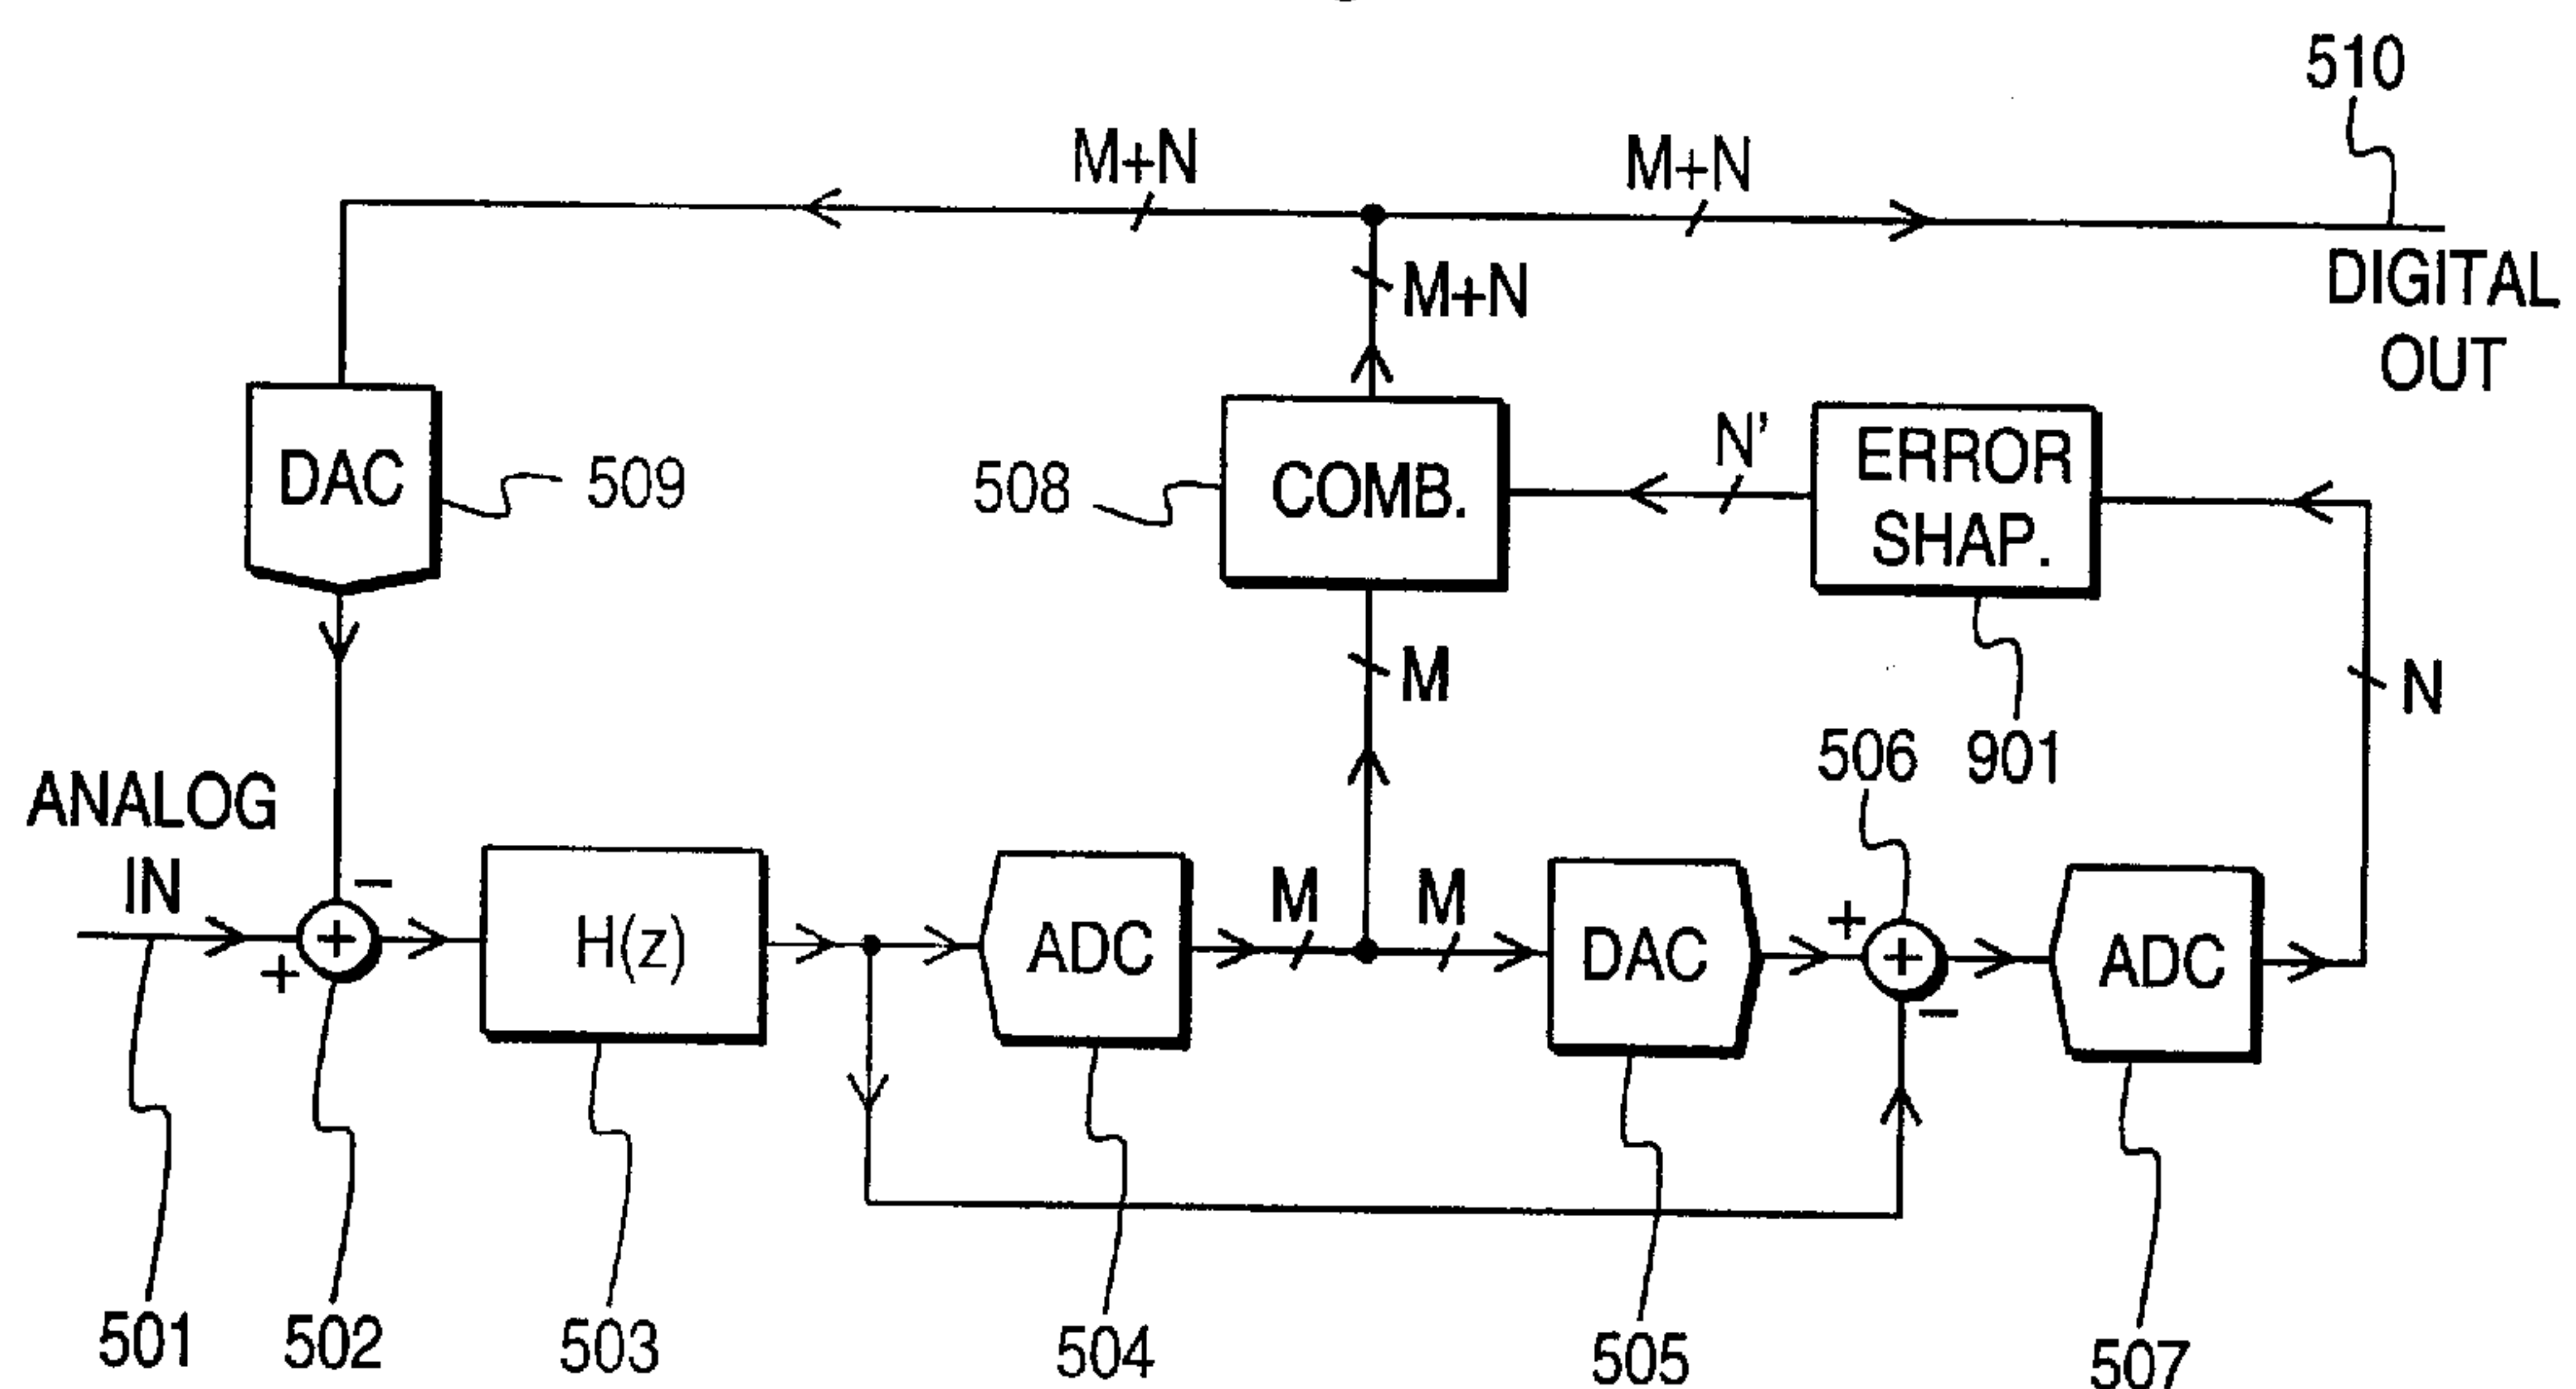 510
M+N
M+N
M+N
DIGITAL
OUT
DAC
509
508
COMB.
N'
ERROR
SHAP.
M
N
506
901
ANALOG
IN
−
+
+
H(z)
ADC
M
M
DAC
+
+
−
ADC
501
502
503
504
505
507